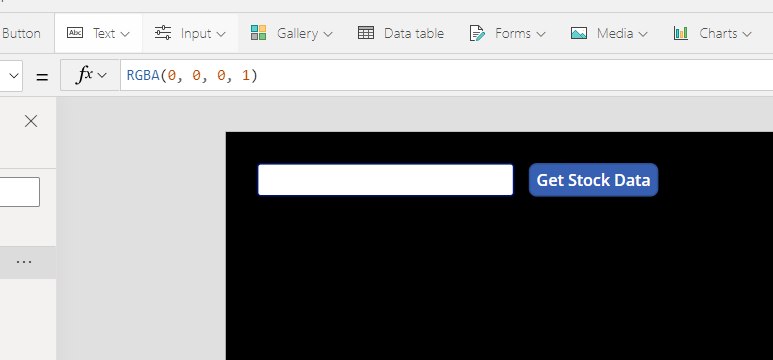 Button Abc Text Input Gallery Data table Forms Media Charts
= fx RGBA(0, 0, 0, 1)
Get Stock Data